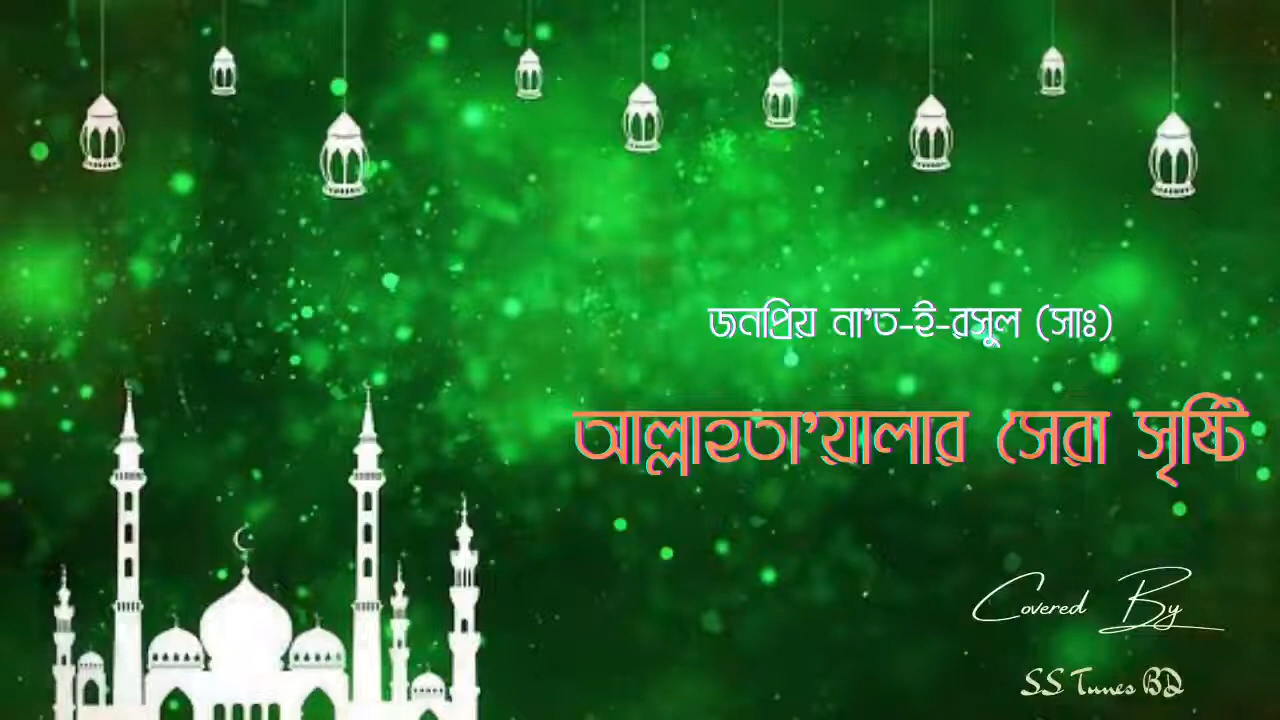 জনপ্রিয় না'ত-ই-রসুল (সাঃ)
আল্লাহতা'য়ালার সেরা সৃষ্টি
Covered By
SS Tunes BD